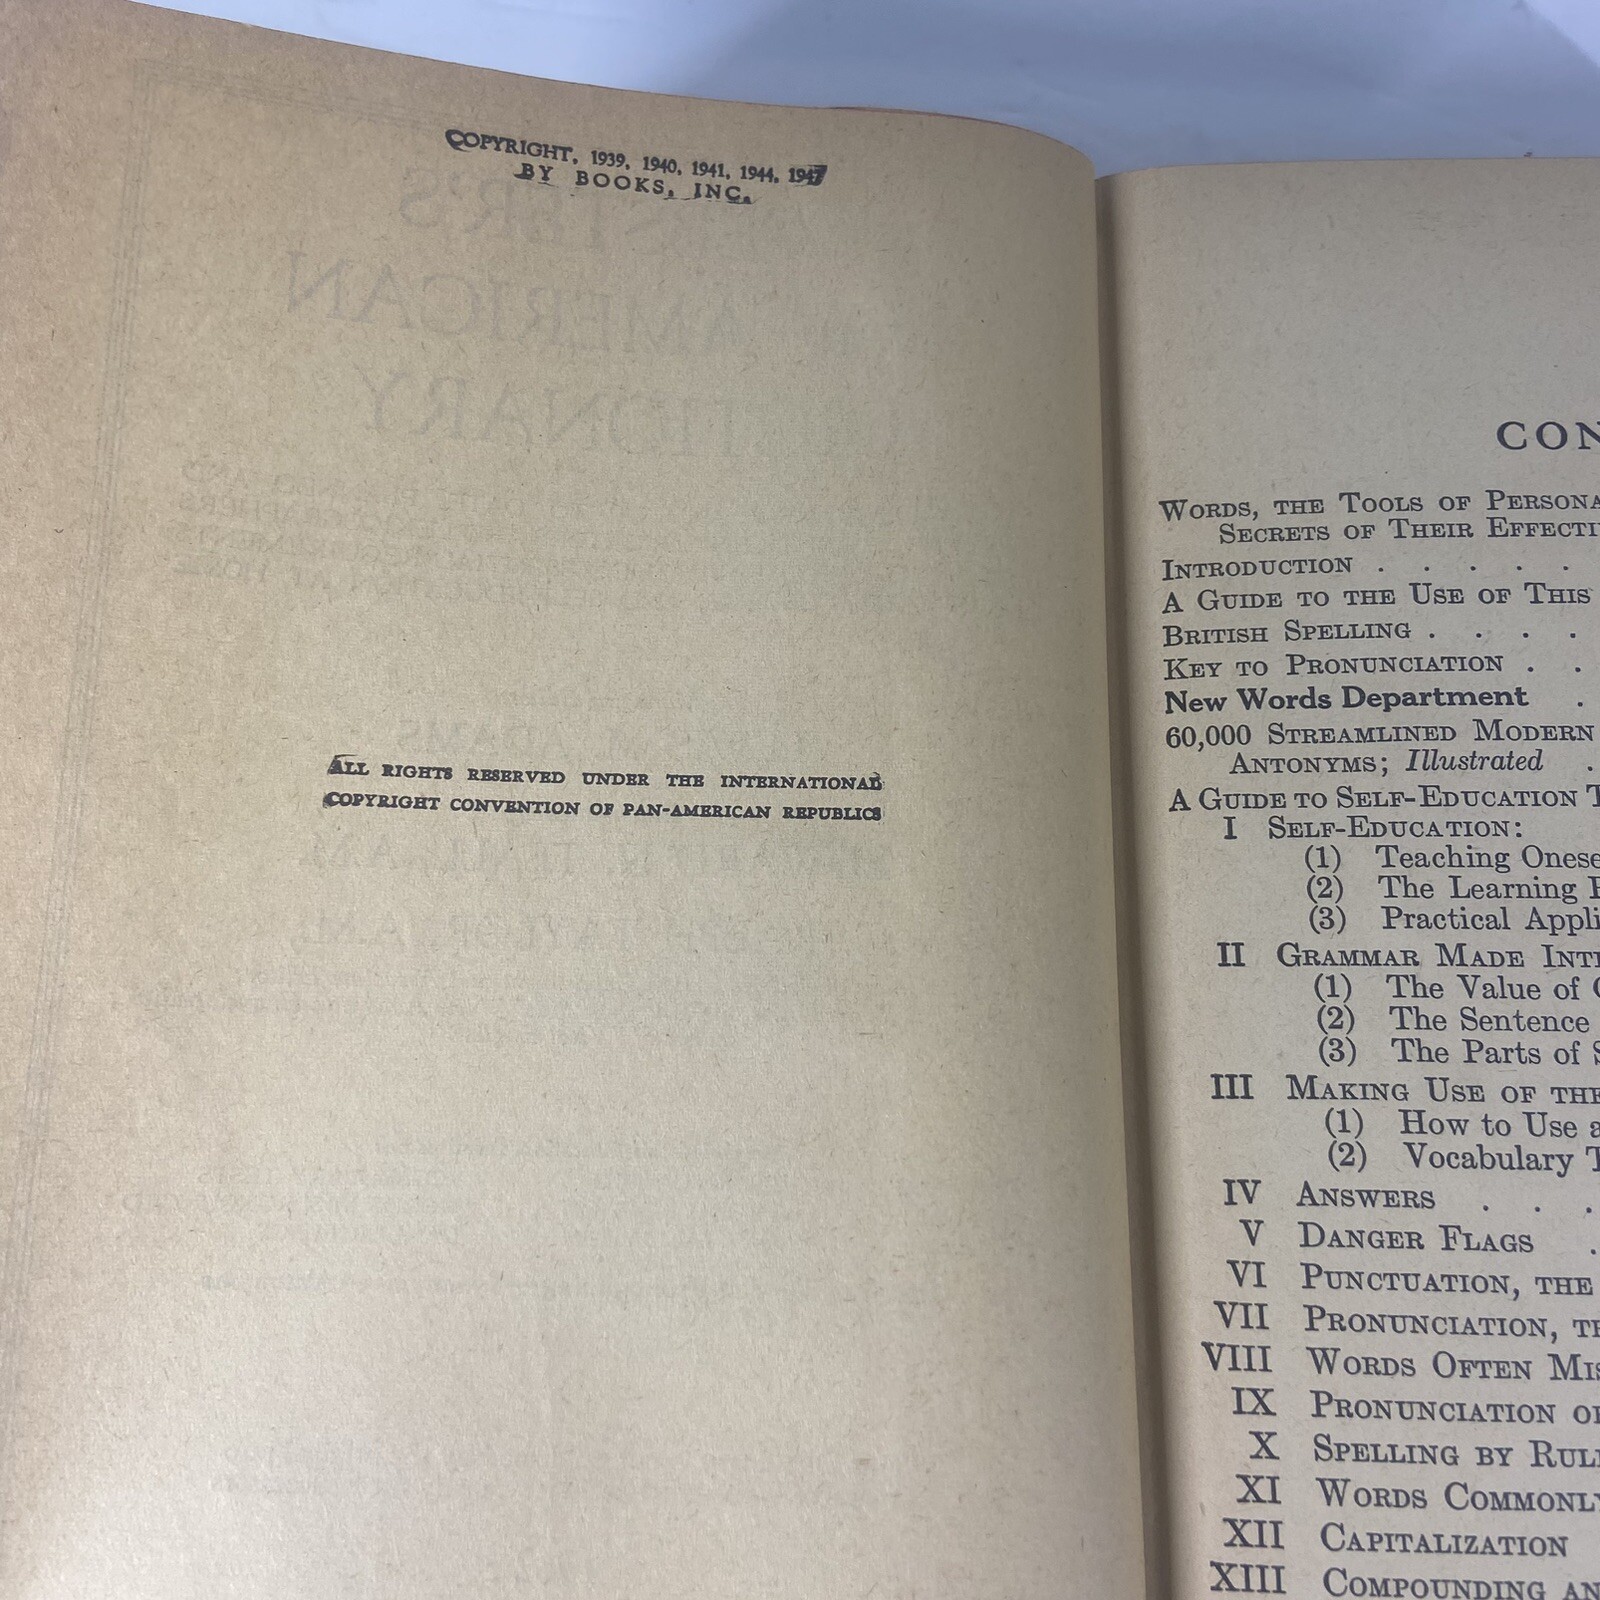 COPYRIGHT, 1939, 1940, 1941, 1944, 1947
BY BOOKS, INC.
ALL RIGHTS RESERVED UNDER THE INTERNATIONAL
COPYRIGHT CONVENTION OF PAN-AMERICAN REPUBLICS
CON
WORDS, THE TOOLS OF PERSONA
SECRETS OF THEIR EFFECTI
INTRODUCTION . . . . .
A GUIDE TO THE USE OF THIS
BRITISH SPELLING . . . .
KEY TO PRONUNCIATION . .
New Words Department .
60,000 STREAMLINED MODERN
ANTONYMS; Illustrated .
A GUIDE TO SELF-EDUCATION T
I SELF-EDUCATION:
(1) Teaching Onese
(2) The Learning P
(3) Practical Appli
II GRAMMAR MADE INT
(1) The Value of
(2) The Sentence
(3) The Parts of S
III MAKING USE OF THE
(1) How to Use a
(2) Vocabulary T
IV ANSWERS . . .
V DANGER FLAGS .
VI PUNCTUATION, THE
VII PRONUNCIATION, T
VIII WORDS OFTEN MIS
IX PRONUNCIATION O
X SPELLING BY RUL
XI WORDS COMMONLY
XII CAPITALIZATION
XIII COMPOUNDING AN